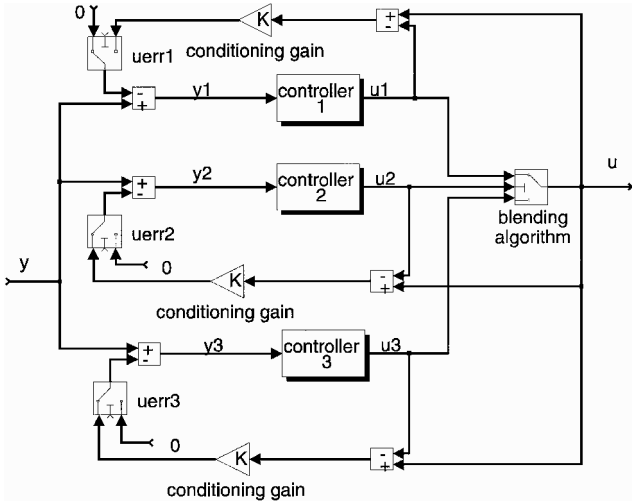 0
K
-
+
conditioning gain
uerr1
-
+
y1
controller
1
u1
+
-
y2
controller
2
u2
u
blending
algorithm
uerr2
0
y
K
-
+
conditioning gain
+
-
y3
controller
3
u3
uerr3
0
K
-
+
conditioning gain